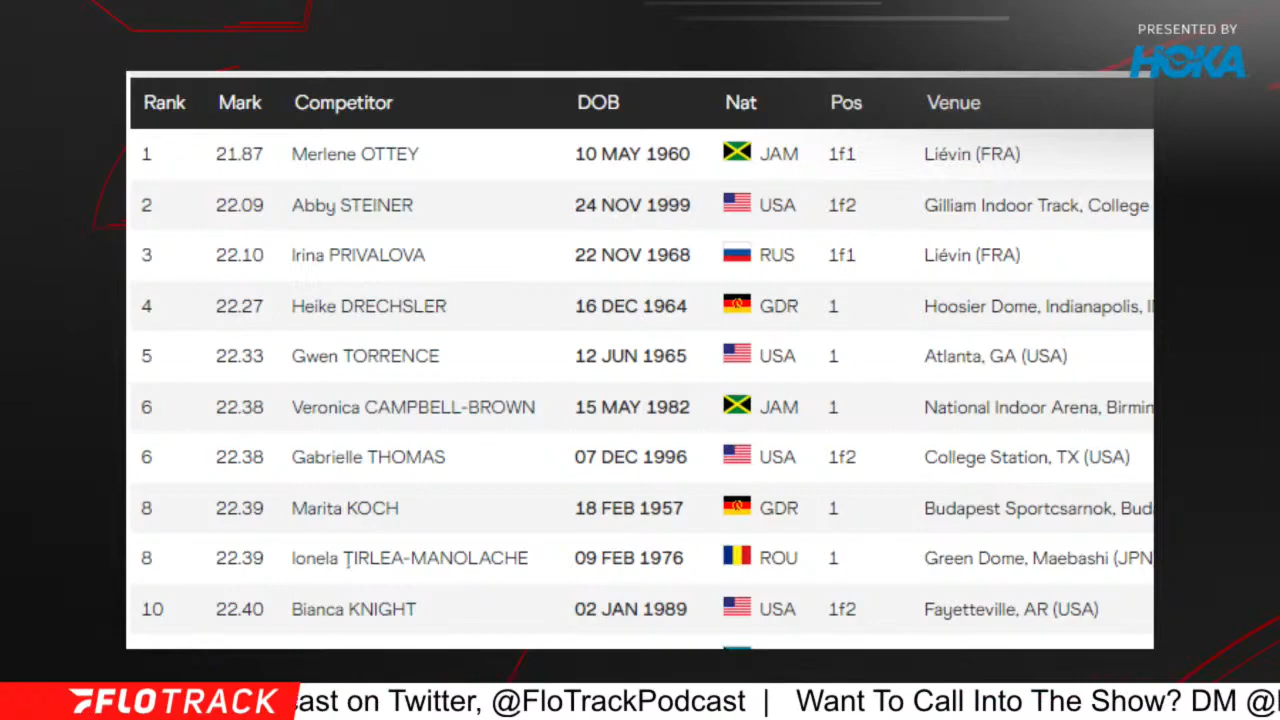 PRESENTED BY
HOKA
Rank Mark Competitor DOB Nat Pos Venue
1 21.87 Merlene OTTEY 10 MAY 1960 JAM 1f1 Liévin (FRA)
2 22.09 Abby STEINER 24 NOV 1999 USA 1f2 Gilliam Indoor Track, College
3 22.10 Irina PRIVALOVA 22 NOV 1968 RUS 1f1 Liévin (FRA)
4 22.27 Heike DRECHSLER 16 DEC 1964 GDR 1 Hoosier Dome, Indianapolis,
5 22.33 Gwen TORRENCE 12 JUN 1965 USA 1 Atlanta, GA (USA)
6 22.38 Veronica CAMPBELL-BROWN 15 MAY 1982 JAM 1 National Indoor Arena, Birmin
6 22.38 Gabrielle THOMAS 07 DEC 1996 USA 1f2 College Station, TX (USA)
8 22.39 Marita KOCH 18 FEB 1957 GDR 1 Budapest Sportcsarnok, Bud
8 22.39 Ionela ŢIRLEA-MANOLACHE 09 FEB 1976 ROU 1 Green Dome, Maebashi (JPN
10 22.40 Bianca KNIGHT 02 JAN 1989 USA 1f2 Fayetteville, AR (USA)
FLOTRACK cast on Twitter, @FloTrackPodcast | Want To Call Into The Show? DM @